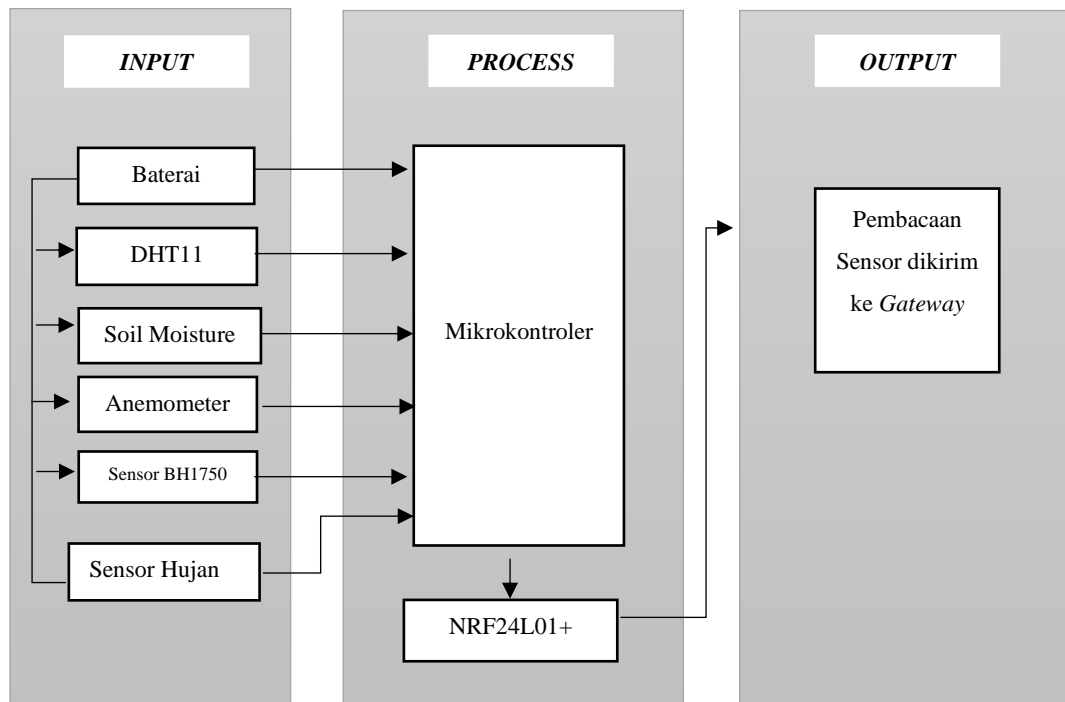 INPUT
Baterai
DHT11
Soil Moisture
Anemometer
Sensor BH1750
Sensor Hujan
PROCESS
Mikrokontroler
NRF24L01+
OUTPUT
Pembacaan
Sensor dikirim
ke Gateway